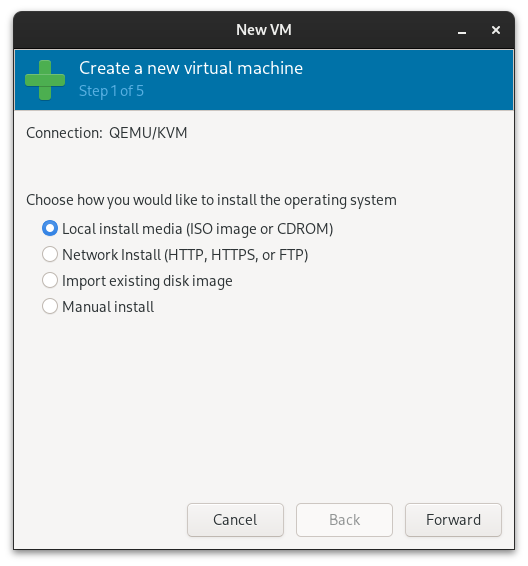 New VM
Create a new virtual machine
Step 1 of 5
Connection: QEMU/KVM
Choose how you would like to install the operating system
Local install media (ISO image or CDROM)
Network Install (HTTP, HTTPS, or FTP)
Import existing disk image
Manual install
Cancel Back Forward